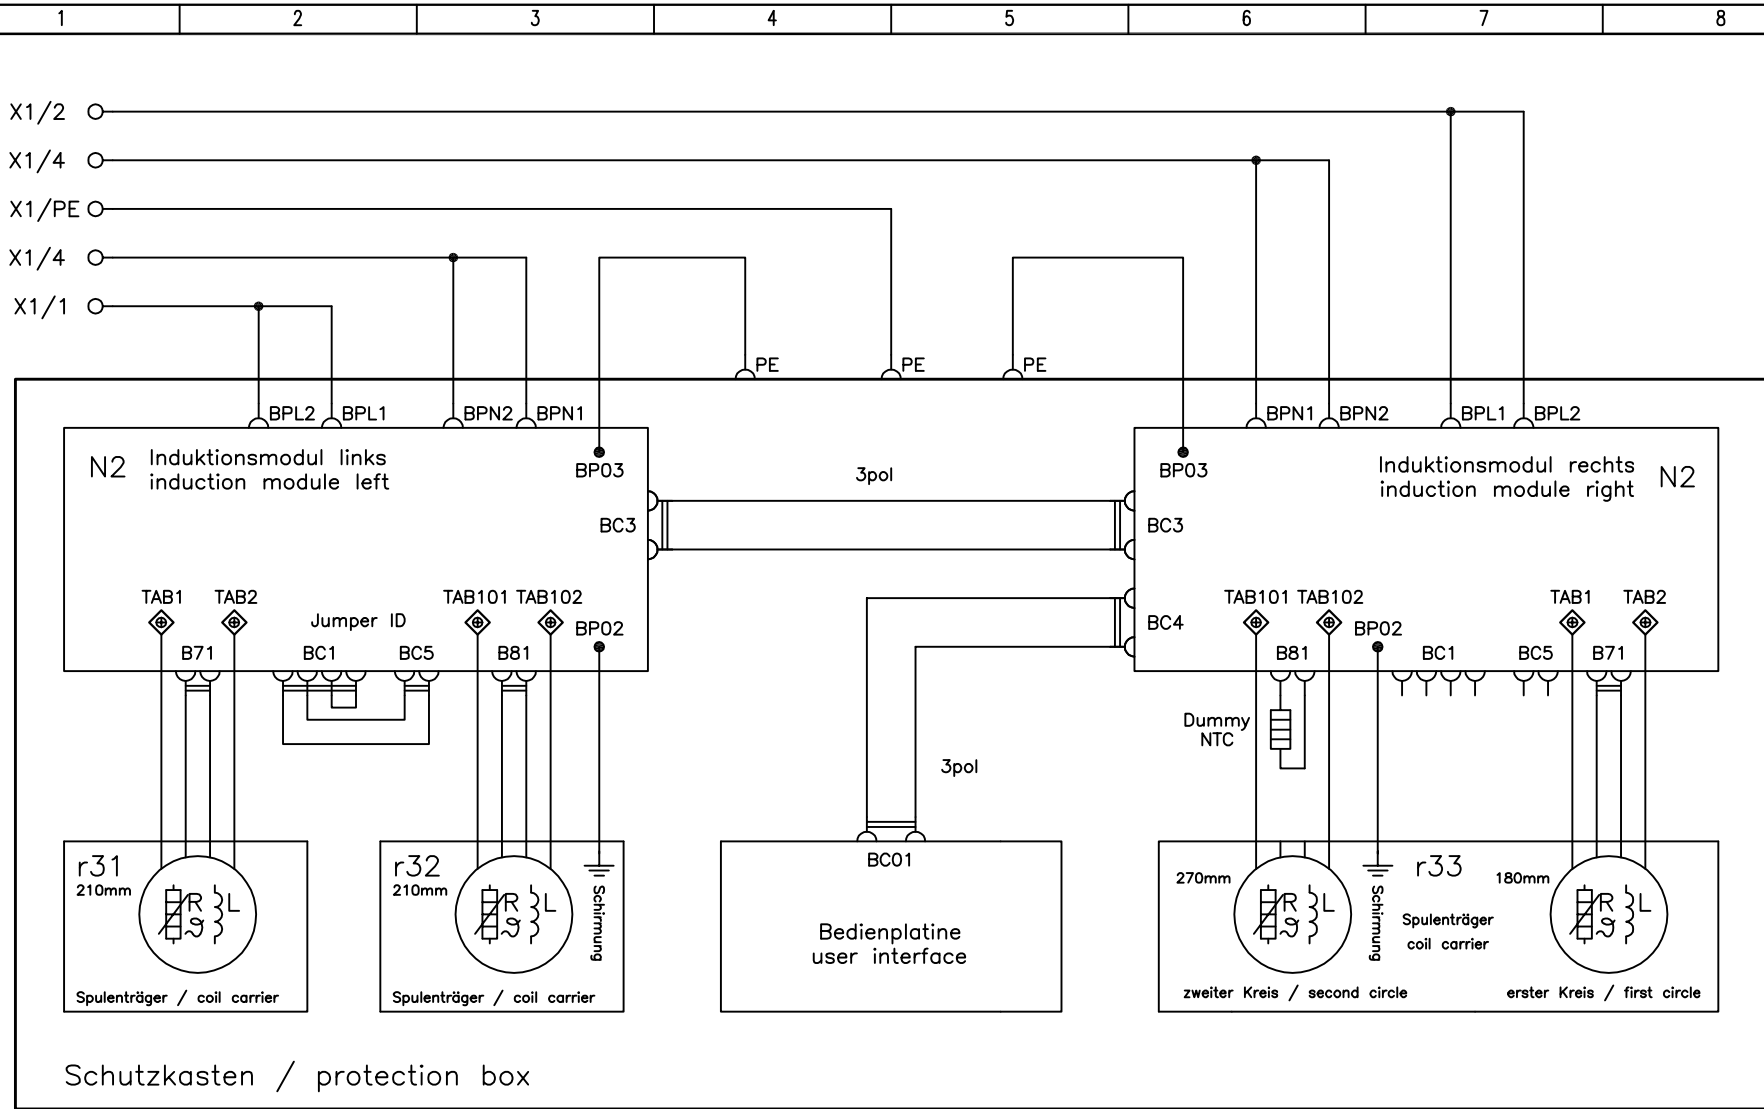 1 2 3 4 5 6 7 8
X1/2
X1/4
X1/PE
X1/4
X1/1
PE PE PE
BPL2 BPL1 BPN2 BPN1 BPN1 BPN2 BPL1 BPL2
N2 Induktionsmodul links
induction module left
BP03
3pol
BP03
Induktionsmodul rechts
induction module right
N2
BC3
BC3
TAB1 TAB2 TAB101 TAB102
Jumper ID
BP02
B71 BC1 BC5 B81
TAB101 TAB102 TAB1 TAB2
BC4
BP02
B81 BC1 BC5 B71
Dummy
NTC
3pol
r31
210mm
R L
ϑ
Spulenträger / coil carrier
r32
210mm
R L
ϑ
Schirmung
Spulenträger / coil carrier
BC01
Bedienplatine
user interface
270mm
R L
ϑ
Schirmung
zweiter Kreis / second circle
r33
Spulenträger
coil carrier
180mm
R L
ϑ
erster Kreis / first circle
Schutzkasten / protection box